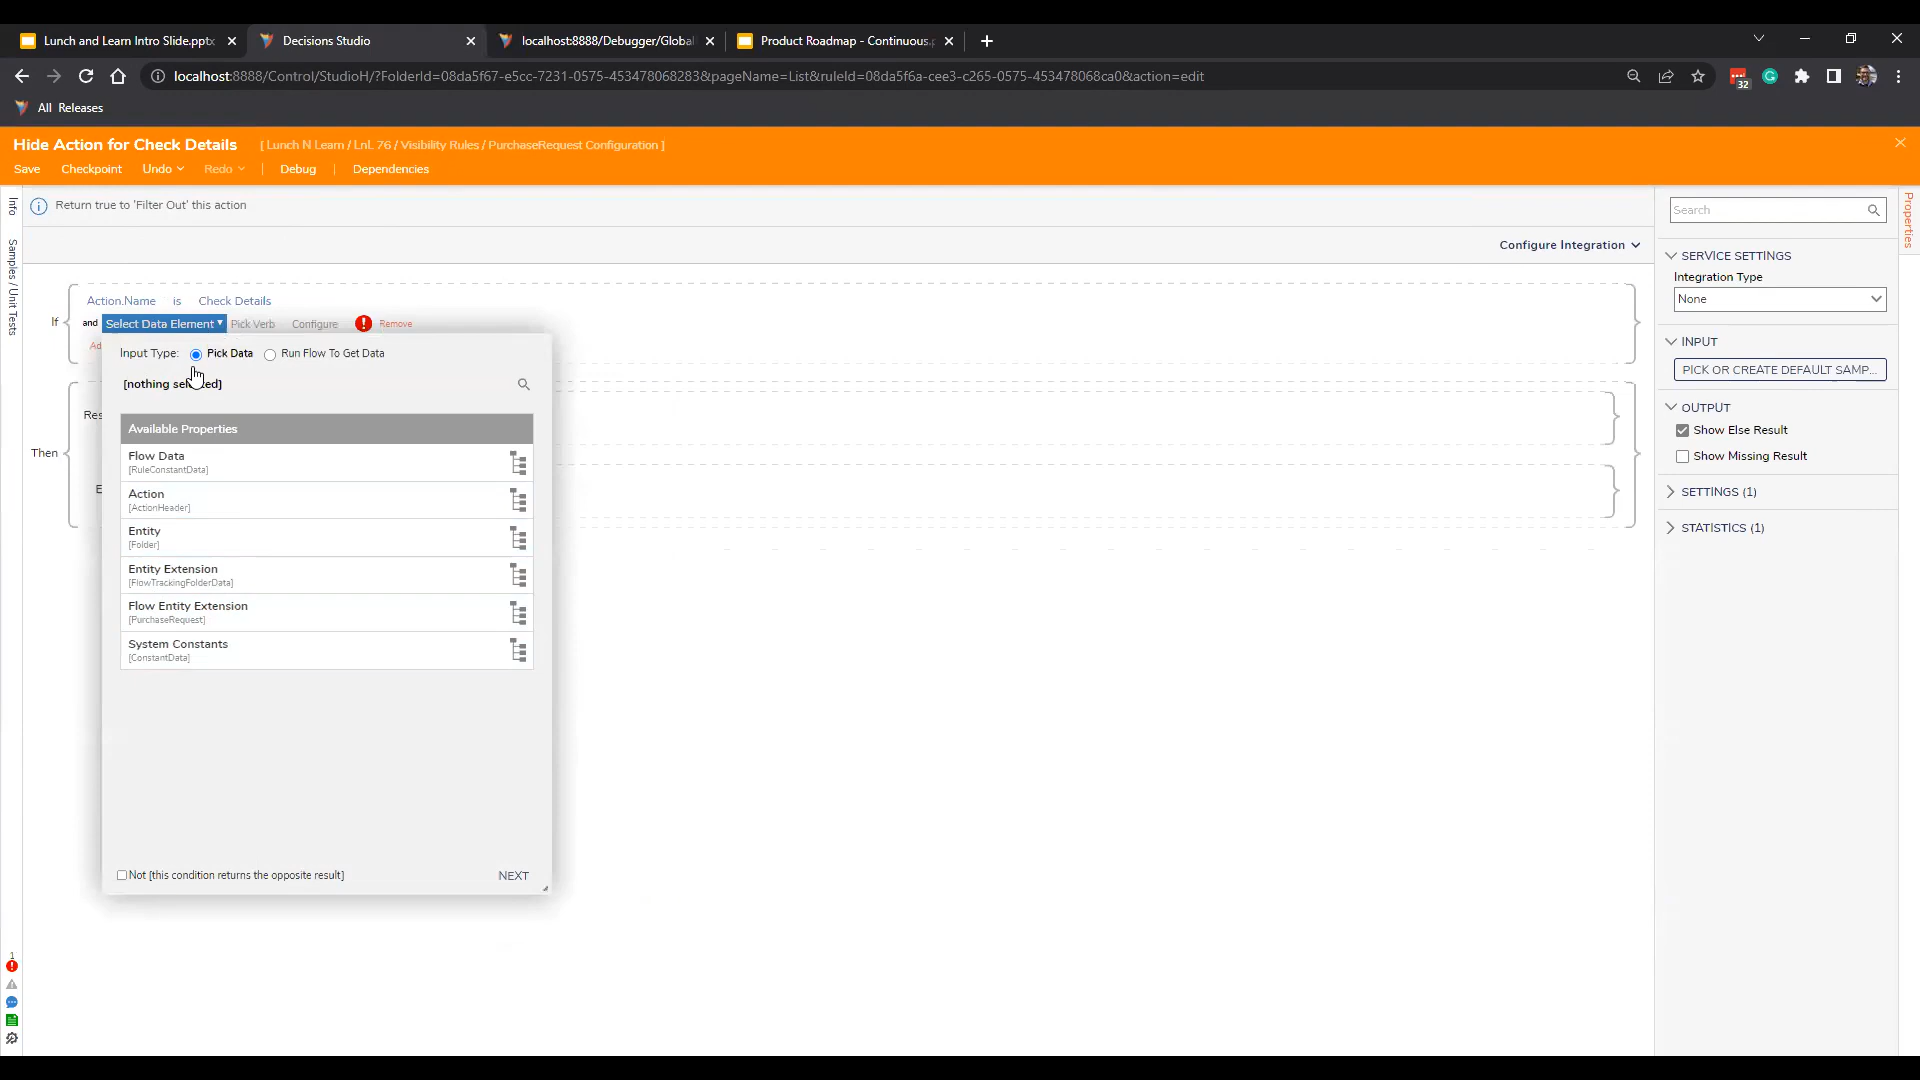 Lunch and Learn Intro Slide.pptx
Decisions Studio
localhost:8888/Debugger/Global
Product Roadmap - Continuous.p
localhost:8888/Control/StudioH/?FolderId=08da5f67-e5cc-7231-0575-453478068283&pageName=List&ruleId=08da5f6a-cee3-c265-0575-453478068ca0&action=edit
32
All Releases
Hide Action for Check Details
[ Lunch N Learn / LnL 76 / Visibility Rules / PurchaseRequest Configuration ]
Save
Checkpoint
Undo
Redo
Debug
Dependencies
Info
Samples / Unit Tests
Return true to 'Filter Out' this action
Configure Integration
If
Action.Name is Check Details
and Select Data Element Pick Verb Configure Remove
Ad
Input Type: Pick Data Run Flow To Get Data
Available Properties
Flow Data
[RuleConstantData]
Action
[ActionHeader]
Entity
[Folder]
Entity Extension
[FlowTrackingFolderData]
Flow Entity Extension
[PurchaseRequest]
System Constants
[ConstantData]
Not [this condition returns the opposite result]
NEXT
Then
Res
E
Properties
Search
SERVICE SETTINGS
Integration Type
None
INPUT
PICK OR CREATE DEFAULT SAMP...
OUTPUT
Show Else Result
Show Missing Result
SETTINGS (1)
STATISTICS (1)
1